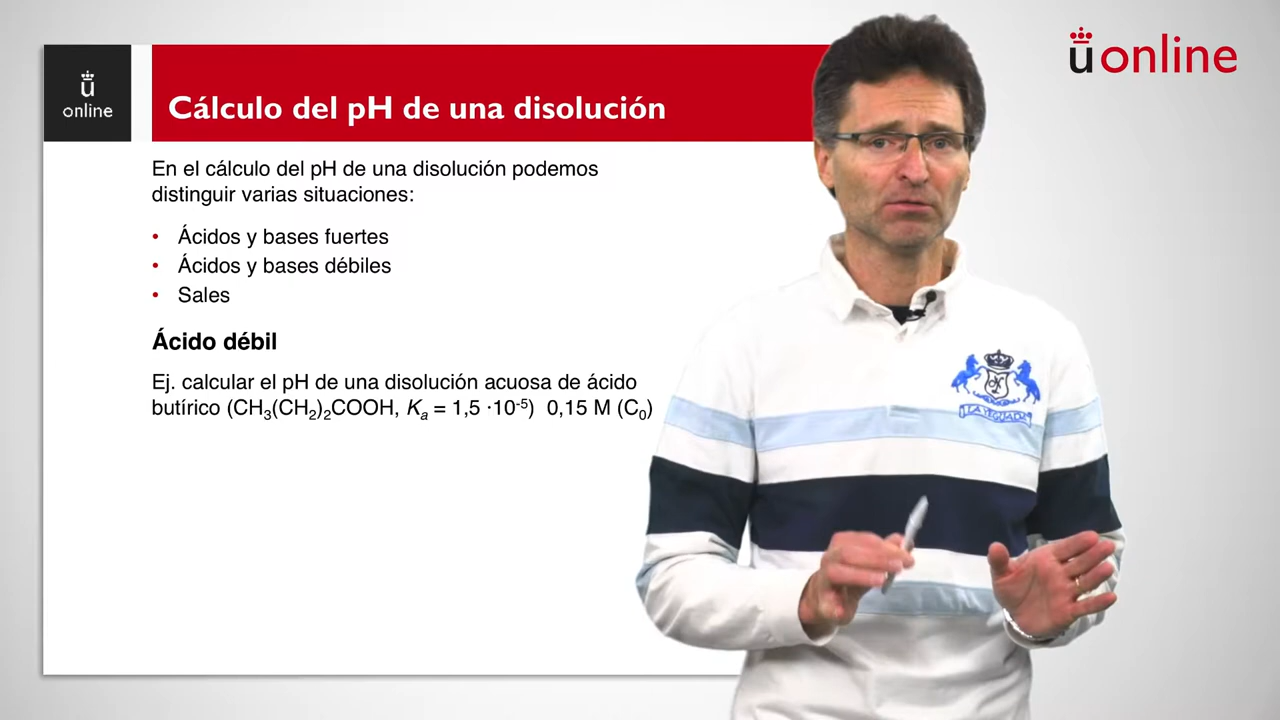 ū online
ū
online
Cálculo del pH de una disolución
En el cálculo del pH de una disolución podemos
distinguir varias situaciones:
• Ácidos y bases fuertes
• Ácidos y bases débiles
• Sales
Ácido débil
Ej. calcular el pH de una disolución acuosa de ácido
butírico (CH₃(CH₂)₂COOH, Kₐ = 1,5 ·10⁻⁵) 0,15 M (C₀)
LA YEGUADA